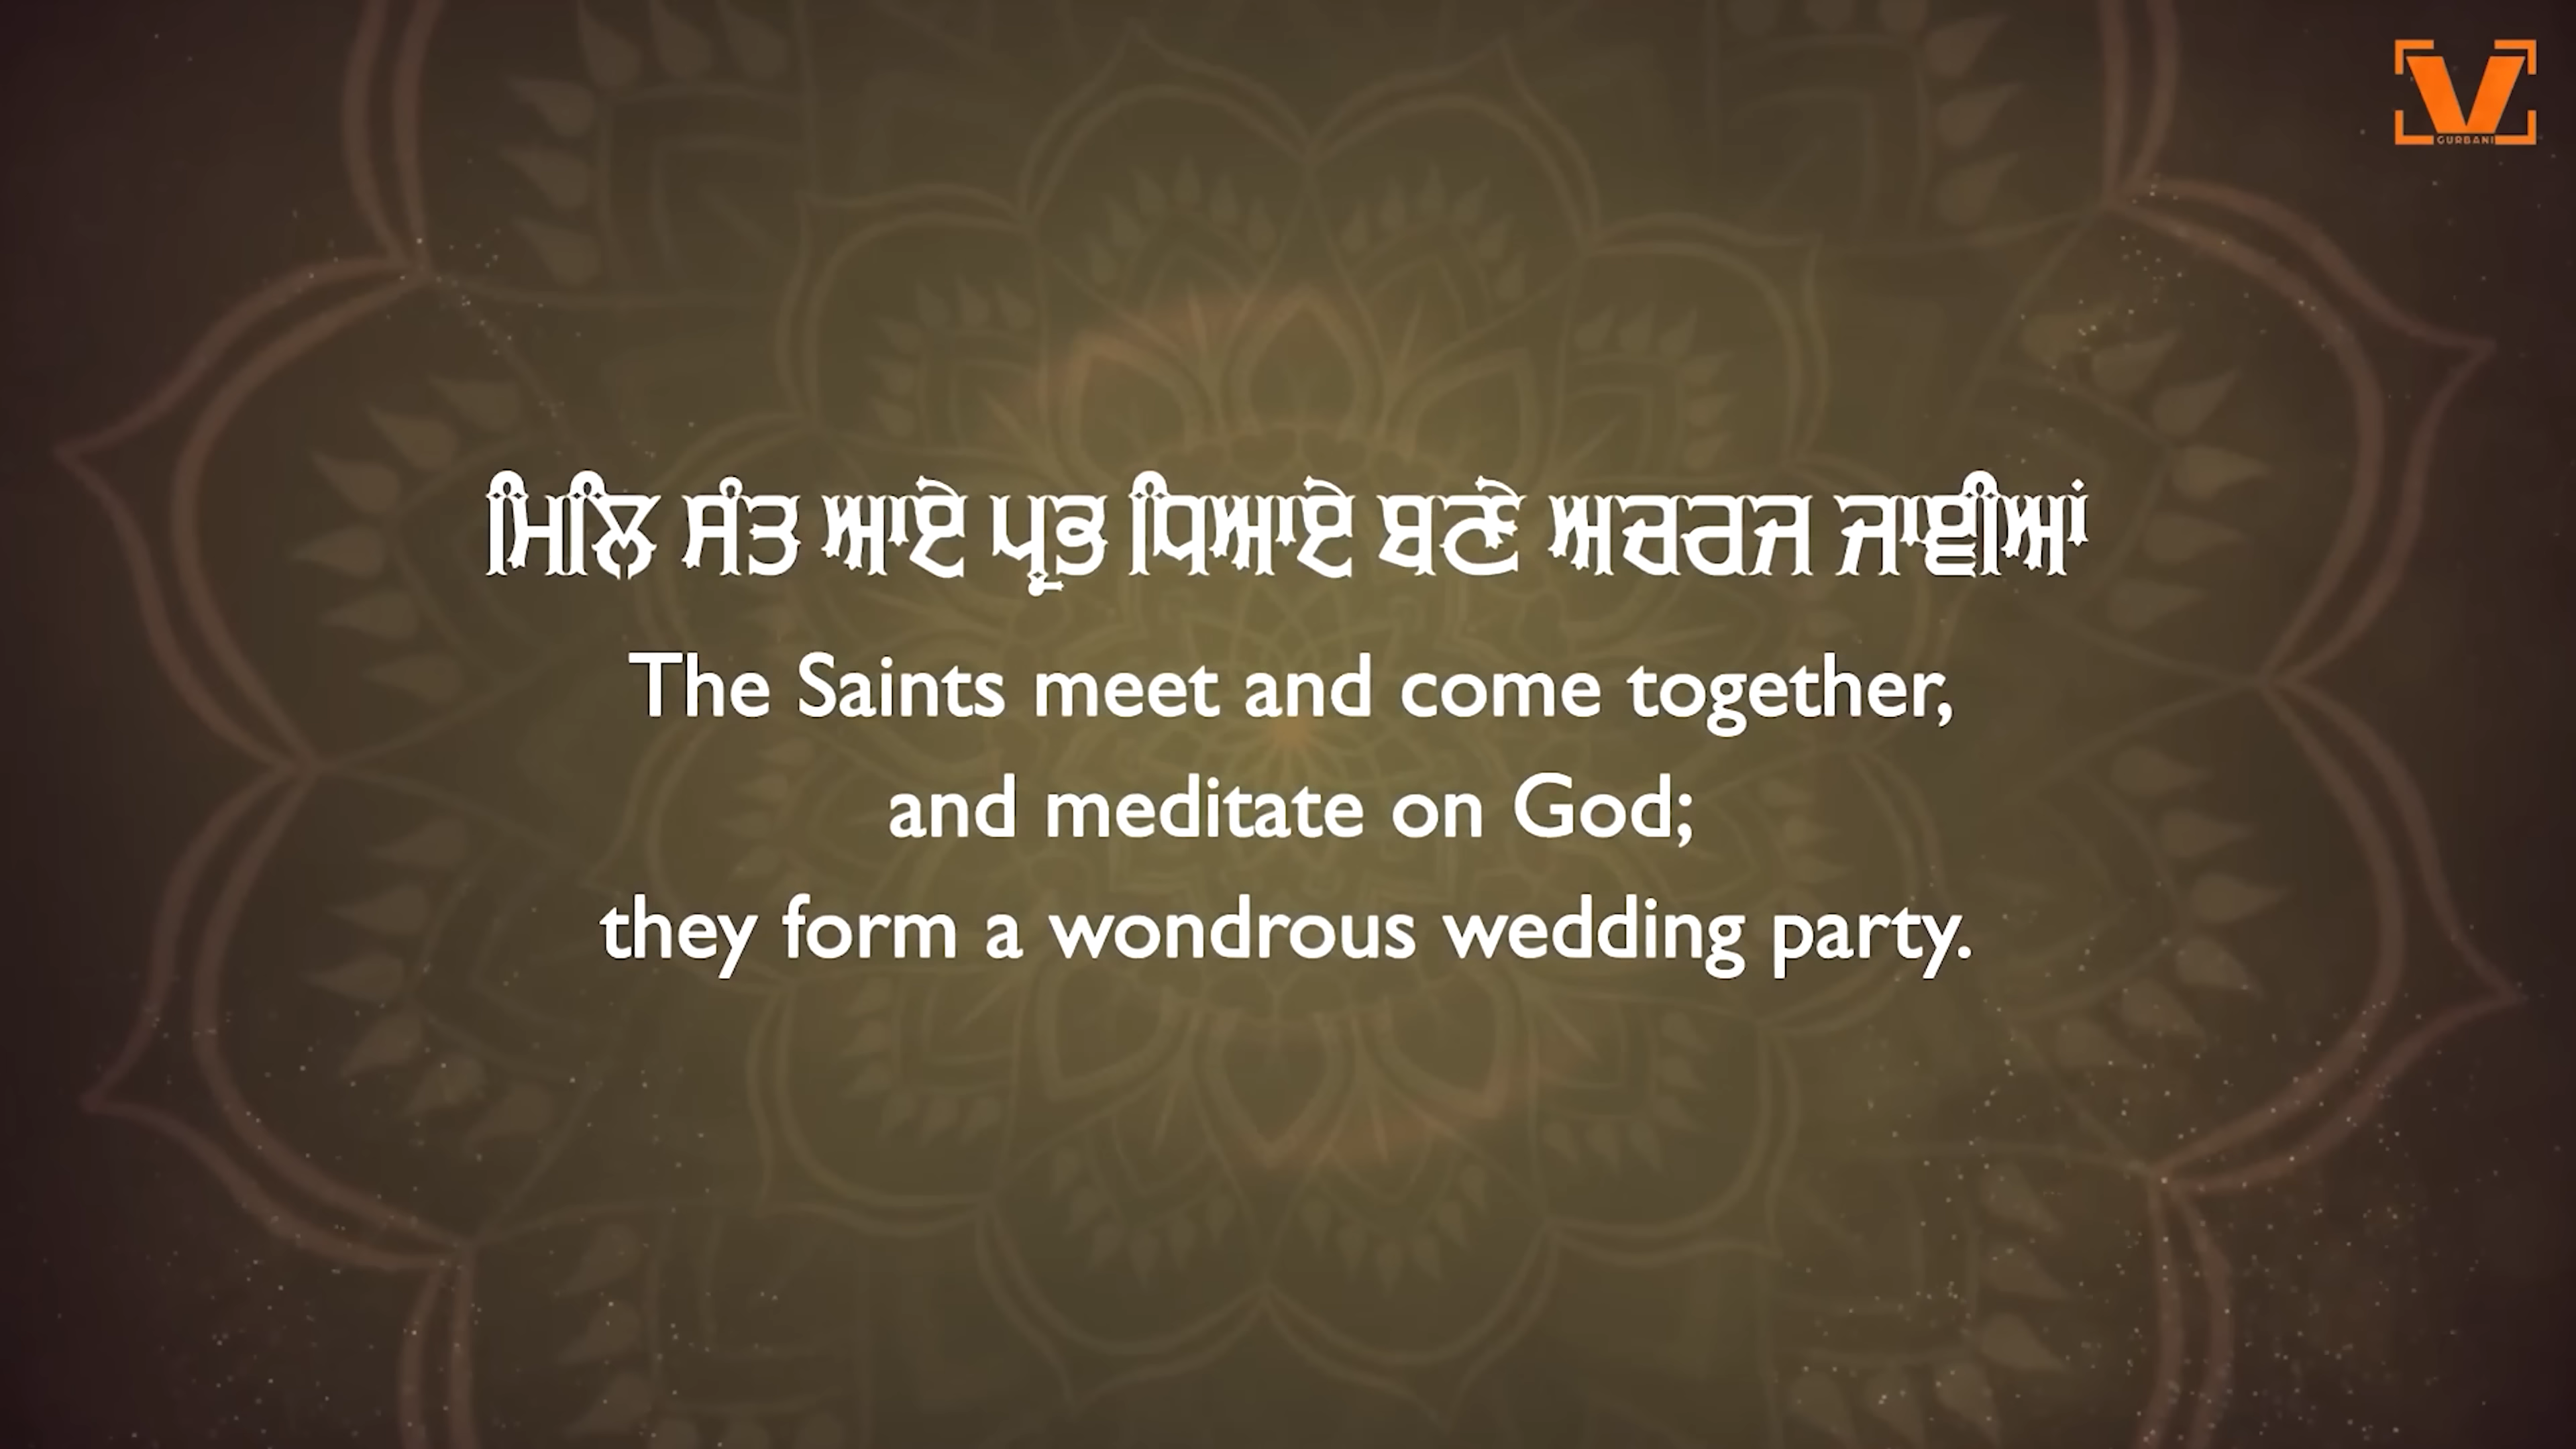 V
GURBANI
ਮਿਲਿ ਸੰਤ ਆਏ ਪ੍ਰਭ ਧਿਆਏ ਬਣੇ ਅਚਰਜ ਜਾਞੀਆਂ
The Saints meet and come together,
and meditate on God;
they form a wondrous wedding party.